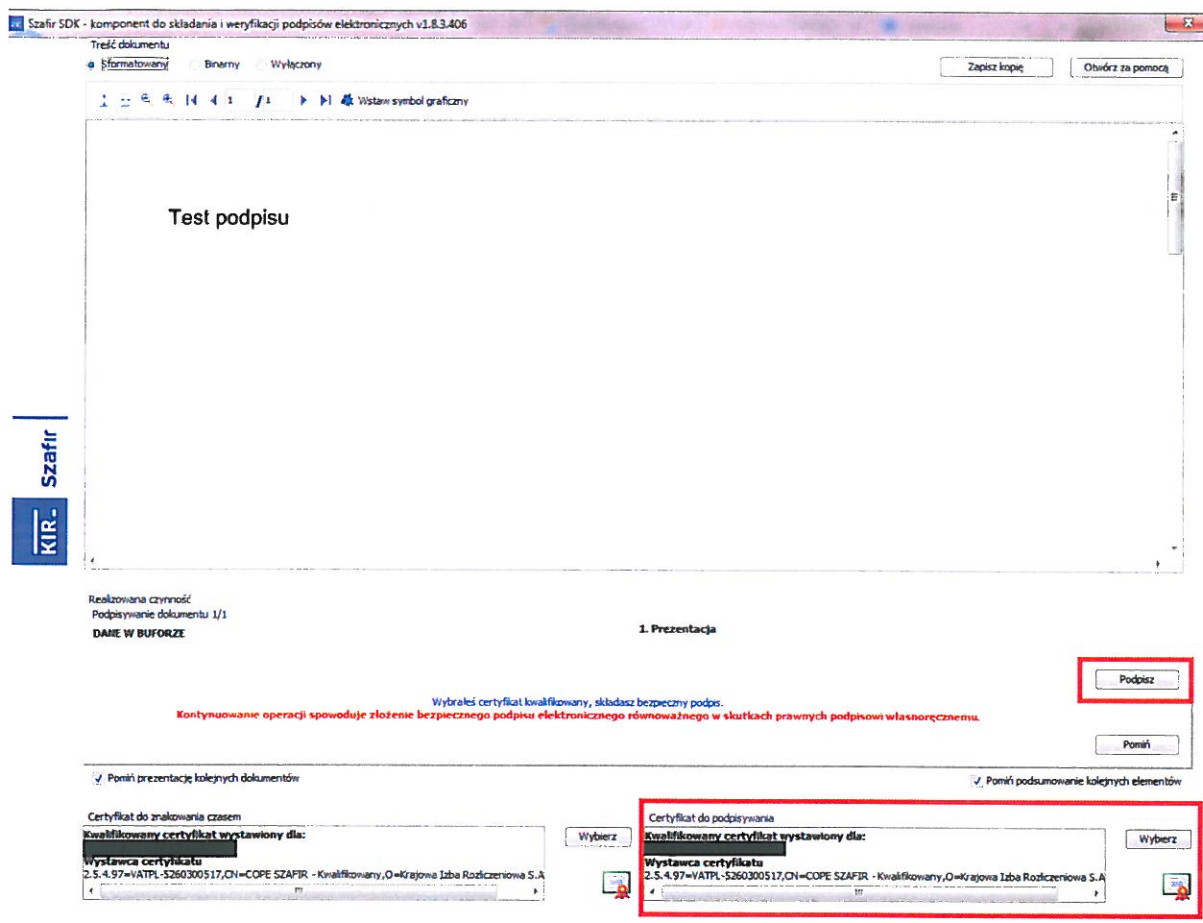 Szafir SDK - komponent do składania i weryfikacji podpisów elektronicznych v1.8.3.406
Treść dokumentu
Sformatowany Binarny Wyłączony
Zapisz kopię Otwórz za pomocą
1 / 1 Wstaw symbol graficzny
Test podpisu
Szafir
KIR.
Realizowana czynność
Podpisywanie dokumentu 1/1
DANE W BUFORZE
1. Prezentacja
Podpisz
Wybrałeś certyfikat kwalifikowany, składasz bezpieczny podpis.
Kontynuowanie operacji spowoduje złożenie bezpiecznego podpisu elektronicznego równoważnego w skutkach prawnych podpisowi własnoręcznemu.
Pomiń
Pomiń prezentację kolejnych dokumentów
Pomiń podsumowanie kolejnych elementów
Certyfikat do znakowania czasem
Kwalifikowany certyfikat wystawiony dla:
Wybierz
Wystawca certyfikatu
2.5.4.97=VATPL-5260300517,CN=COPE SZAFIR - Kwalifikowany,O=Krajowa Izba Rozliczeniowa S.A
Certyfikat do podpisywania
Kwalifikowany certyfikat wystawiony dla:
Wybierz
Wystawca certyfikatu
2.5.4.97=VATPL-5260300517,CN=COPE SZAFIR - Kwalifikowany,O=Krajowa Izba Rozliczeniowa S.A